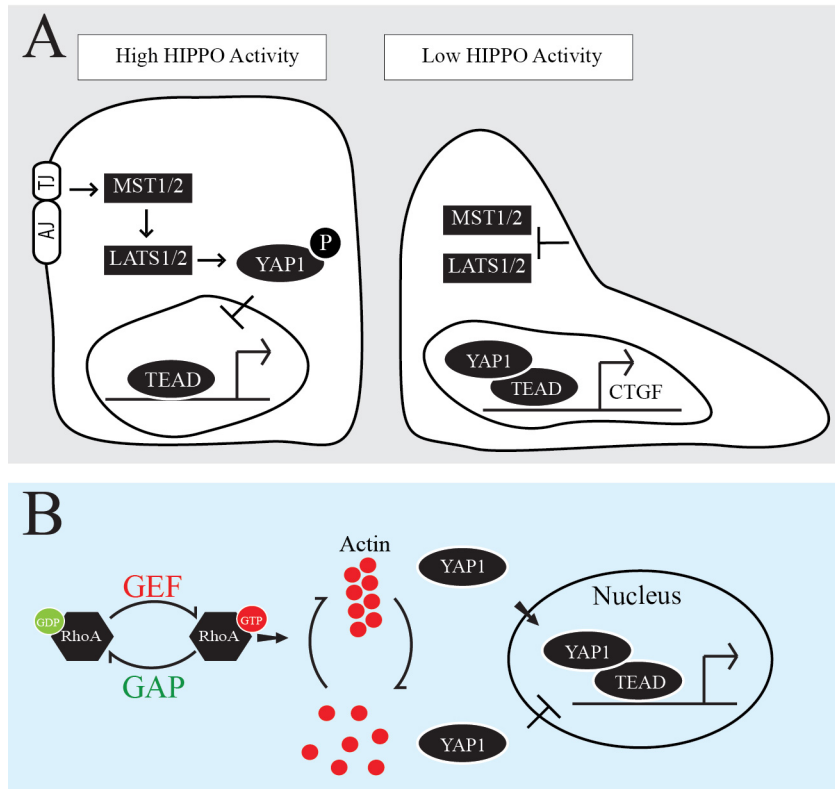 A
High HIPPO Activity
Low HIPPO Activity
TJ
AJ
MST1/2
LATS1/2
YAP1
P
TEAD
MST1/2
LATS1/2
YAP1
TEAD
CTGF
B
GEF
GDP
RhoA
RhoA
GTP
GAP
Actin
YAP1
YAP1
Nucleus
YAP1
TEAD